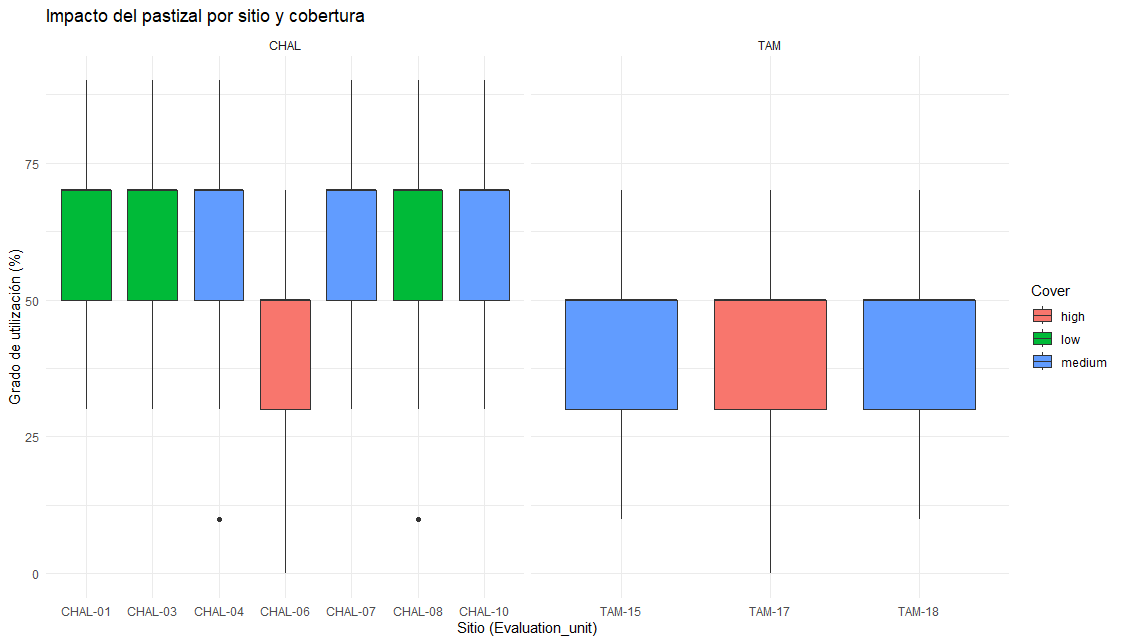 Impacto del pastizal por sitio y cobertura
CHAL
TAM
Grado de utilización (%)
75
50
25
0
CHAL-01 CHAL-03 CHAL-04 CHAL-06 CHAL-07 CHAL-08 CHAL-10
TAM-15 TAM-17 TAM-18
Sitio (Evaluation_unit)
Cover
high
low
medium